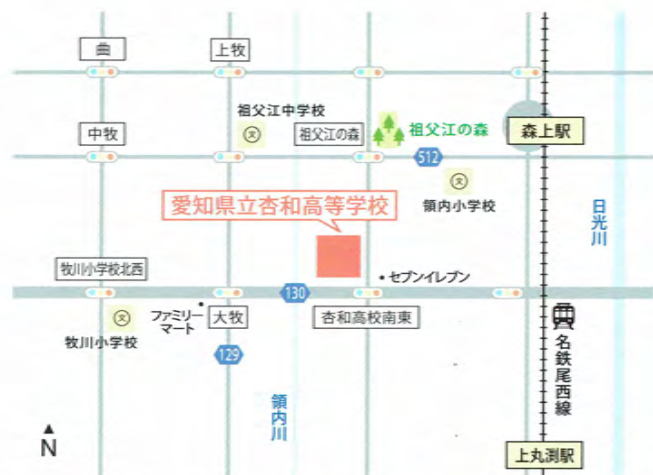 曲
上牧
祖父江中学校
文
中牧
祖父江の森
祖父江の森
森上駅
512
文
領内小学校
愛知県立杏和高等学校
日光川
牧川小学校北西
セブンイレブン
130
ファミリー
マート
大牧
杏和高校南東
文
牧川小学校
129
名鉄尾西線
領内川
N
上丸渕駅